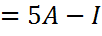 = 5A − I